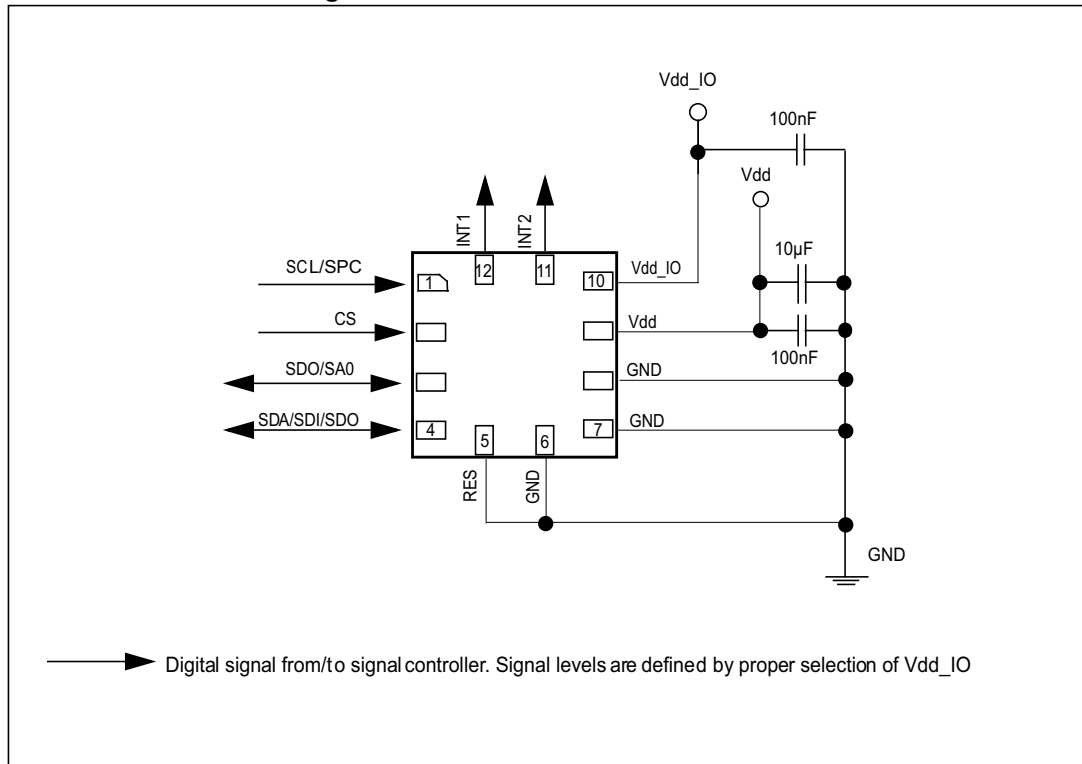 Vdd_IO
100nF
Vdd
INT1
INT2
10µF
SCL/SPC
1
12
11
10
Vdd_IO
CS
Vdd
100nF
SDO/SA0
GND
SDA/SDI/SDO
4
5
6
7
GND
RES
GND
GND
Digital signal from/to signal controller. Signal levels are defined by proper selection of Vdd_IO